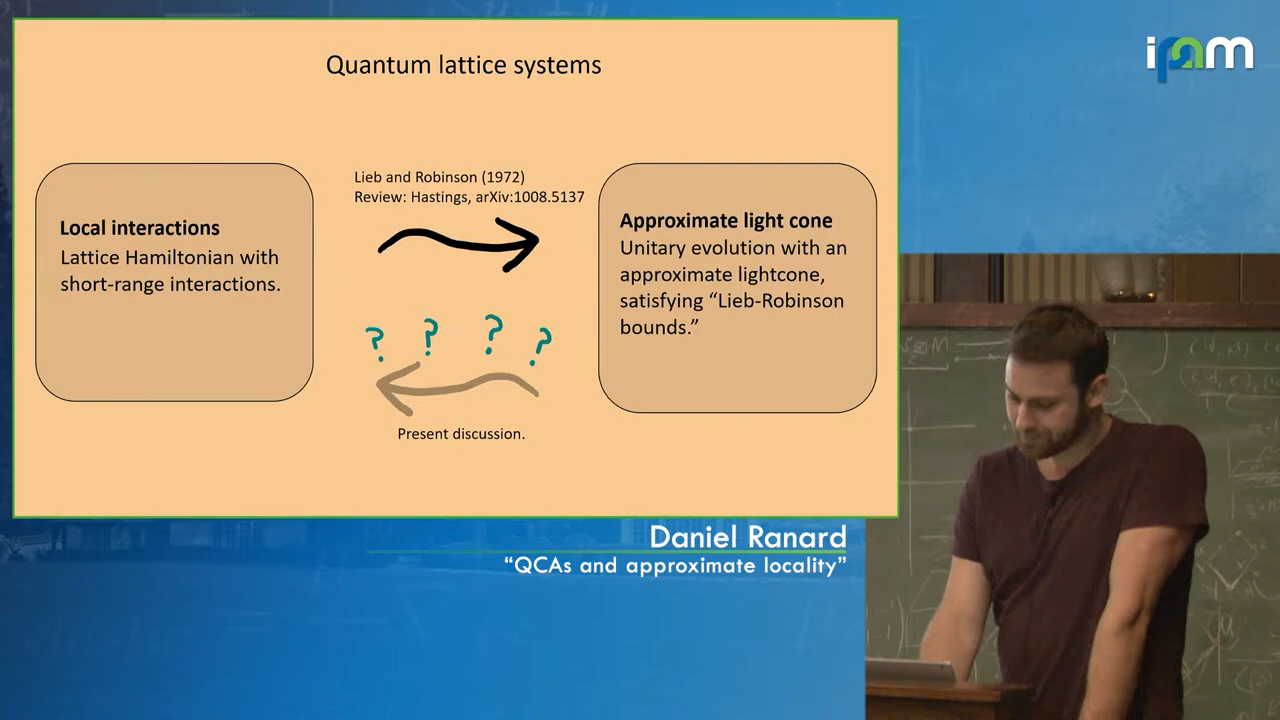 Quantum lattice systems
Local interactions
Lattice Hamiltonian with
short-range interactions.
Lieb and Robinson (1972)
Review: Hastings, arXiv:1008.5137
? ? ? ?
Present discussion.
Approximate light cone
Unitary evolution with an
approximate lightcone,
satisfying “Lieb-Robinson
bounds.”
ipam
Daniel Ranard
“QCAs and approximate locality”